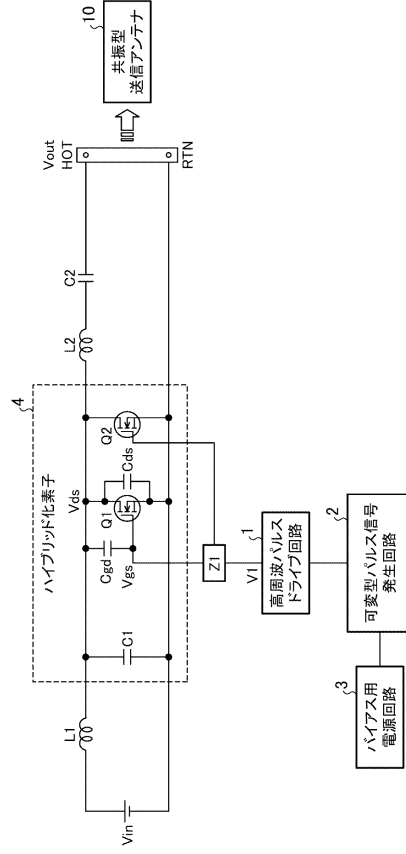 10
共振型
送信アンテナ
Vout
HOT
RTN
C2
L2
4
ハイブリッド化素子
Vds
Q2
Q1
Cds
Cgd
Vgs
C1
L1
Vin
Z1
V1
1
高周波パルス
ドライブ回路
2
可変型パルス信号
発生回路
3
バイアス用
電源回路